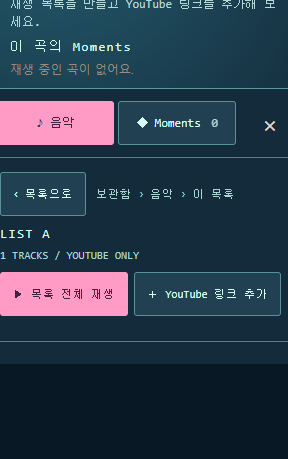 재생 목록을 만들고 YouTube 링크를 추가해 보
세요.
이 곡의 Moments
재생 중인 곡이 없어요.
♪ 음악
◆ Moments 0
×
‹ 목록으로
보관함 › 음악 › 이 목록
LIST A
1 TRACKS / YOUTUBE ONLY
▶ 목록 전체 재생
+ YouTube 링크 추가